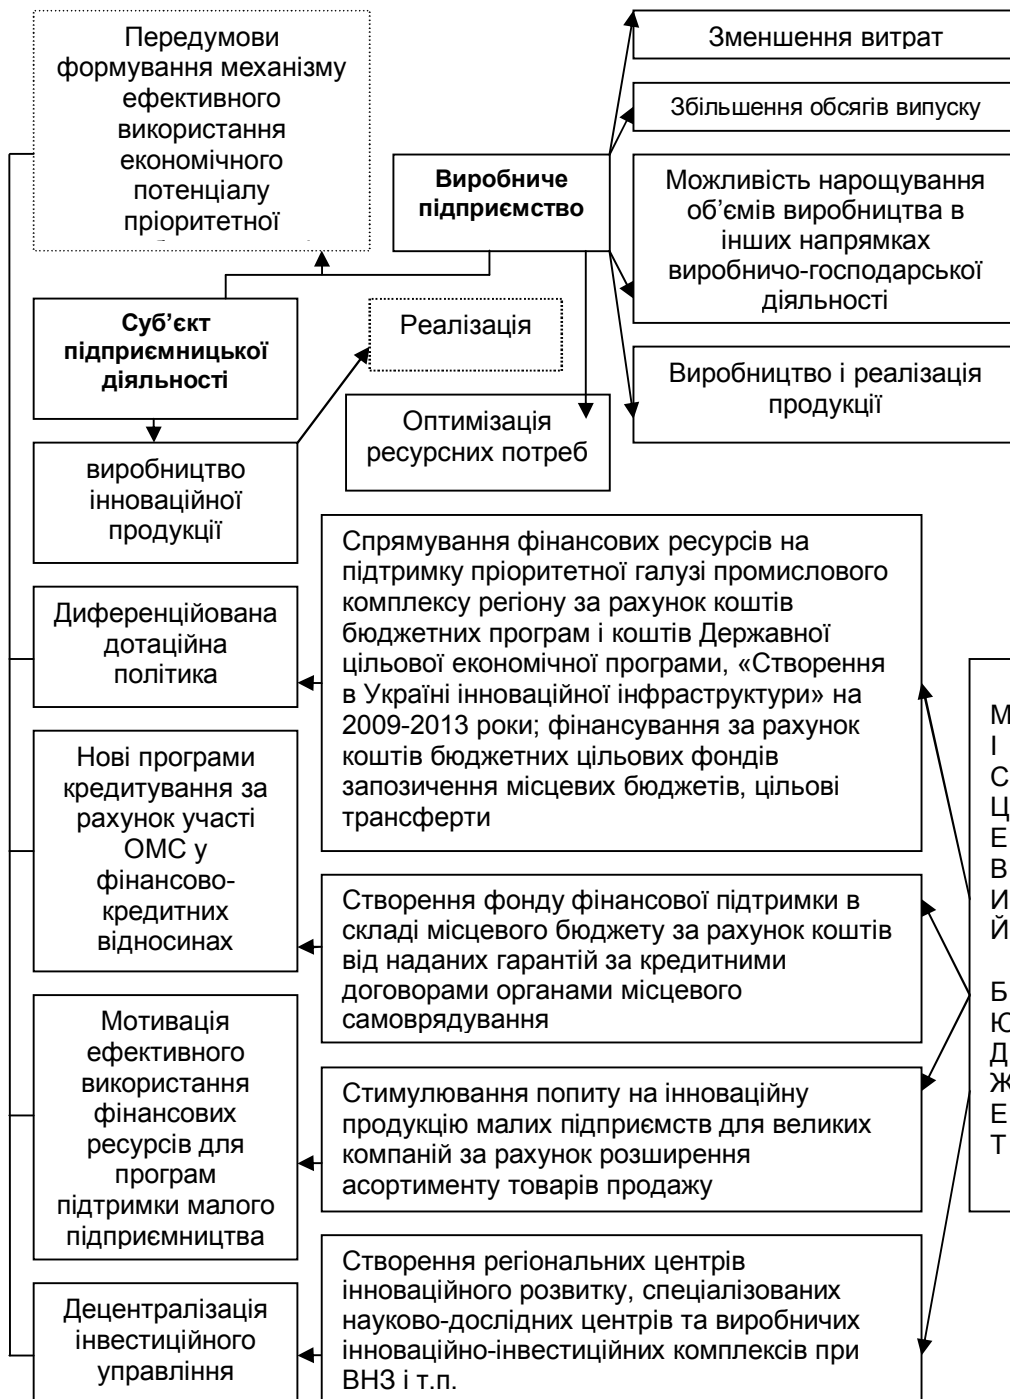 Передумови
формування механізму
ефективного
використання
економічного
потенціалу
пріоритетної
Зменшення витрат
Збільшення обсягів випуску
Виробниче
підприємство
Можливість нарощування
об’ємів виробництва в
інших напрямках
виробничо-господарської
діяльності
Суб’єкт
підприємницької
діяльності
Реалізація
Виробництво і реалізація
продукції
Оптимізація
ресурсних потреб
виробництво
інноваційної
продукції
Спрямування фінансових ресурсів на
підтримку пріоритетної галузі промислового
комплексу регіону за рахунок коштів
бюджетних програм і коштів Державної
цільової економічної програми, «Створення
в Україні інноваційної інфраструктури» на
2009-2013 роки; фінансування за рахунок
коштів бюджетних цільових фондів
запозичення місцевих бюджетів, цільові
трансферти
Диференційована
дотаційна
політика
Нові програми
кредитування за
рахунок участі
ОМС у
фінансово-
кредитних
відносинах
Створення фонду фінансової підтримки в
складі місцевого бюджету за рахунок коштів
від наданих гарантій за кредитними
договорами органами місцевого
самоврядування
Мотивація
ефективного
використання
фінансових
ресурсів для
програм
підтримки малого
підприємництва
Стимулювання попиту на інноваційну
продукцію малих підприємств для великих
компаній за рахунок розширення
асортименту товарів продажу
Децентралізація
інвестиційного
управління
Створення регіональних центрів
інноваційного розвитку, спеціалізованих
науково-дослідних центрів та виробничих
інноваційно-інвестиційних комплексів при
ВНЗ і т.п.
М
І
С
Ц
Е
В
И
Й
Б
Ю
Д
Ж
Е
Т